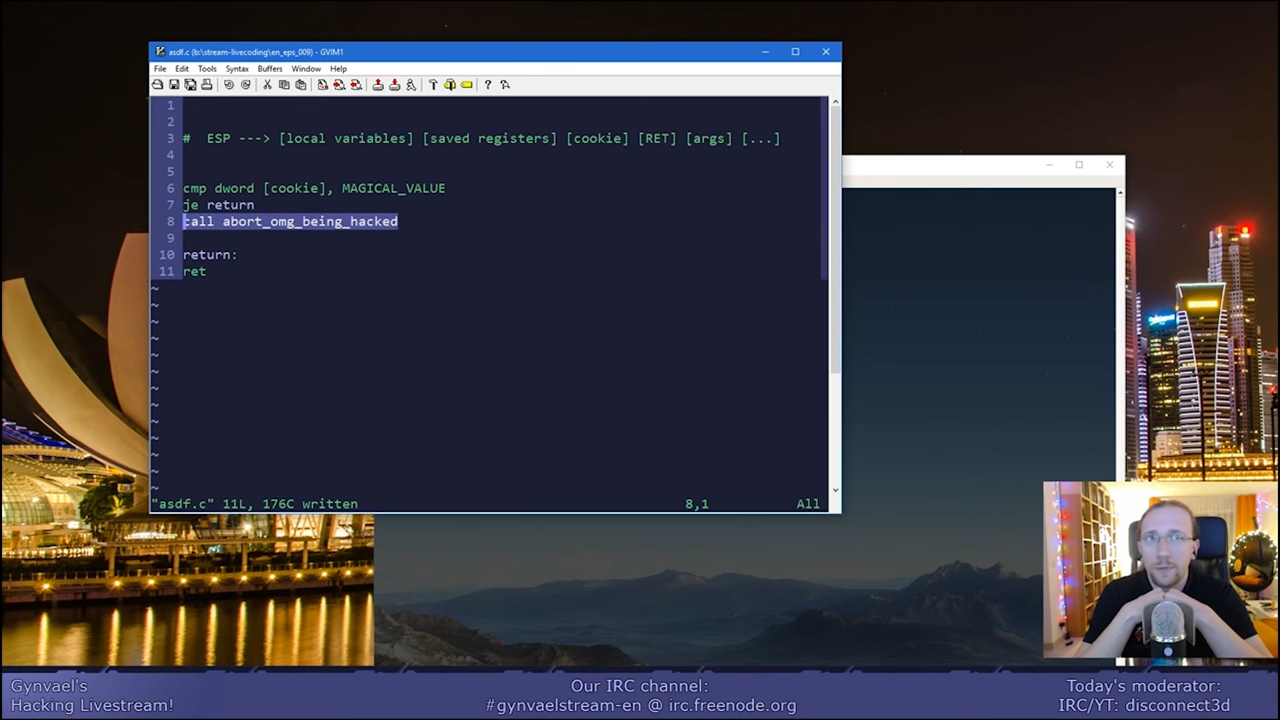 asdf.c (b:\stream-livecoding\en_eps_009) - GVIM1
File Edit Tools Syntax Buffers Window Help
1
2
3 # ESP ---> [local variables] [saved registers] [cookie] [RET] [args] [...]
4
5
6 cmp dword [cookie], MAGICAL_VALUE
7 je return
8 call abort_omg_being_hacked
9
10 return:
11 ret
~
~
~
~
~
~
~
~
~
~
~
~
~
"asdf.c" 11L, 176C written 8,1 All
Gynvael's
Hacking Livestream!
Our IRC channel:
#gynvaelstream-en @ irc.freenode.org
Today's moderator:
IRC/YT: disconnect3d